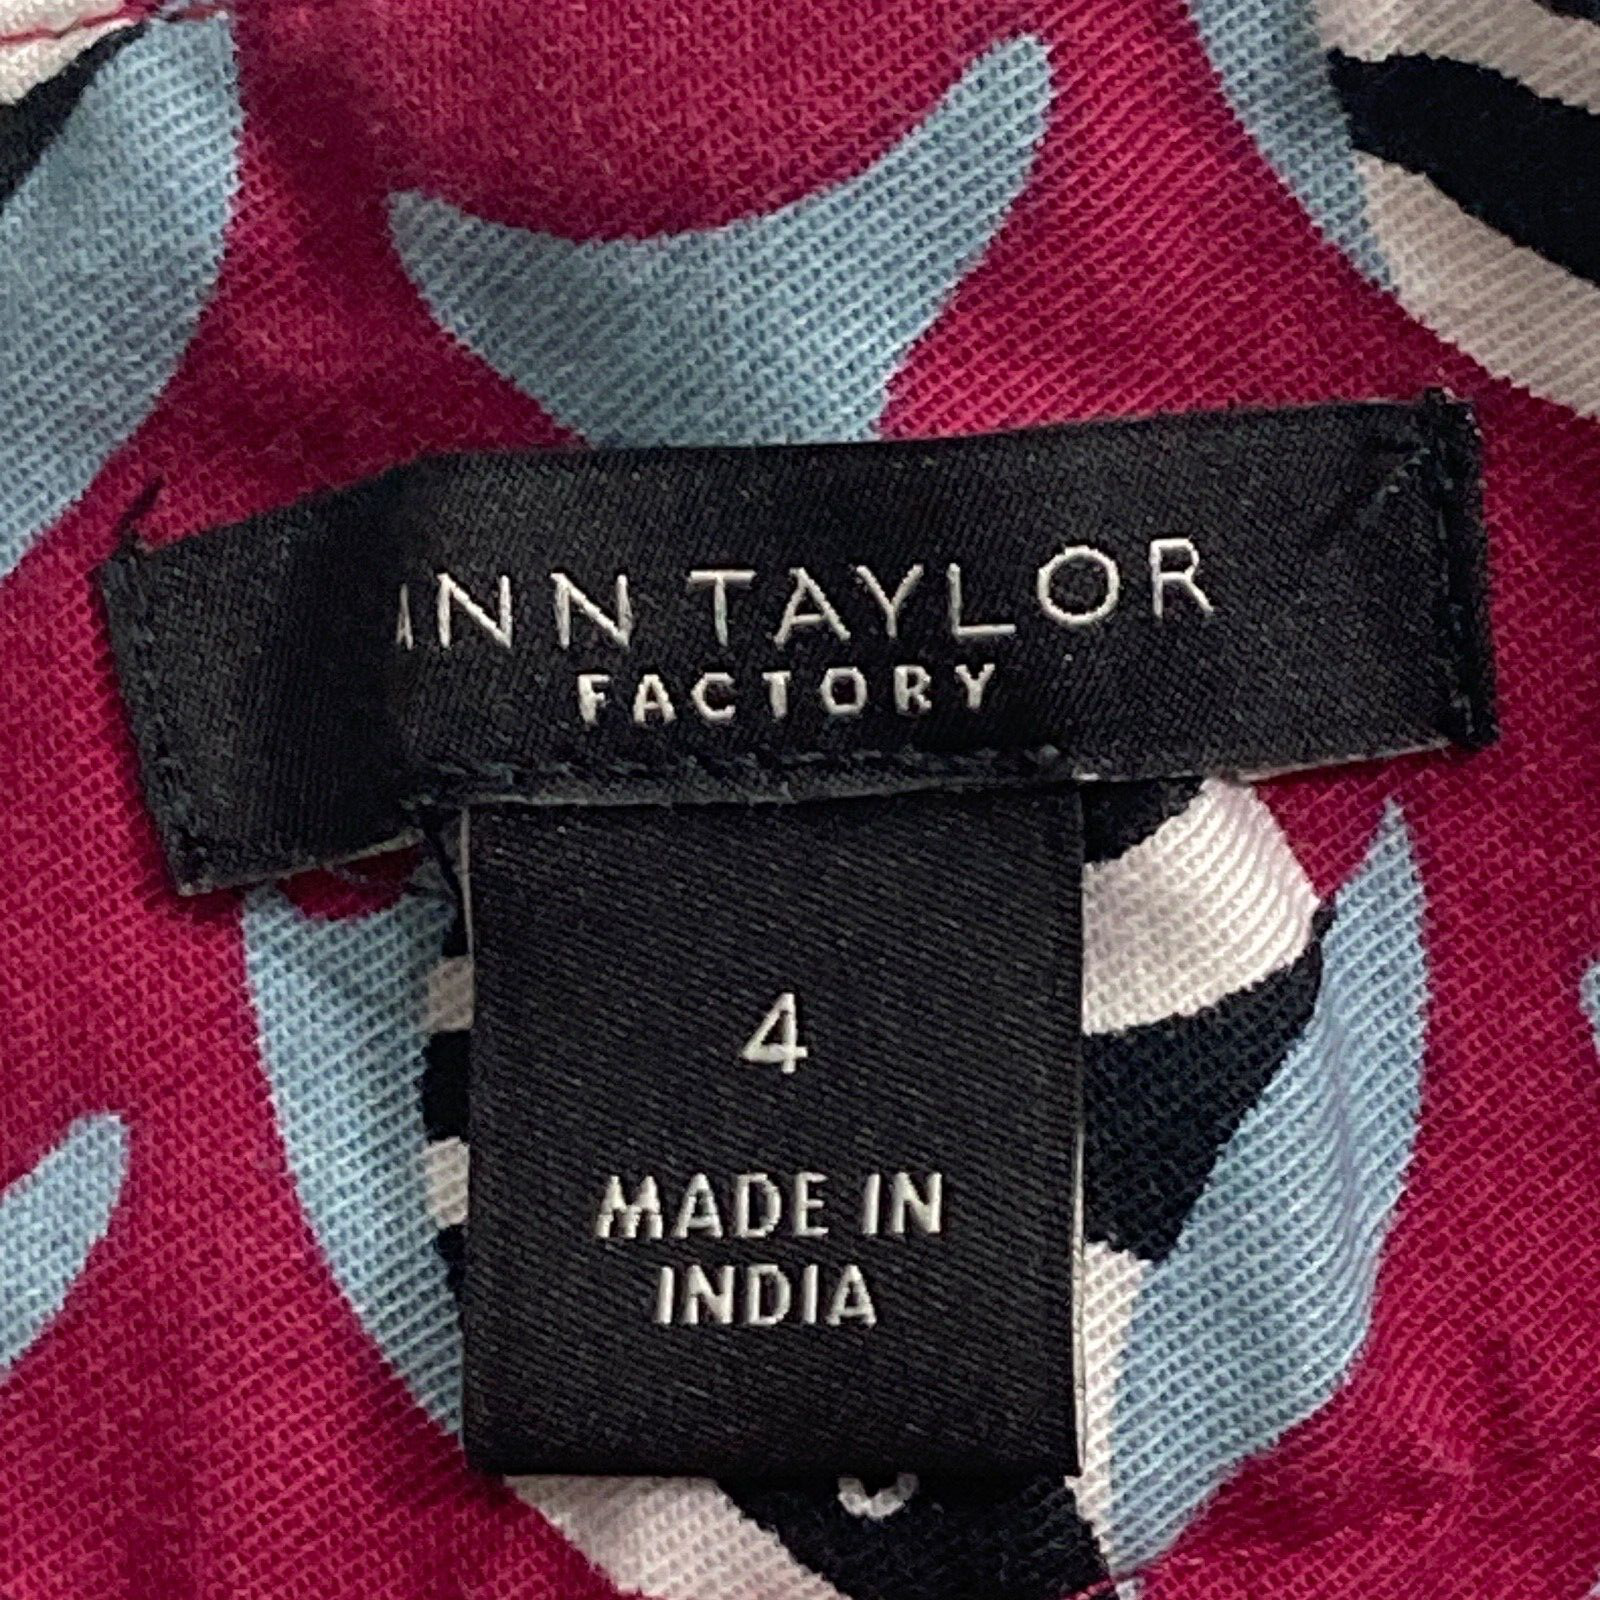 ANN TAYLOR
FACTORY
4
MADE IN
INDIA